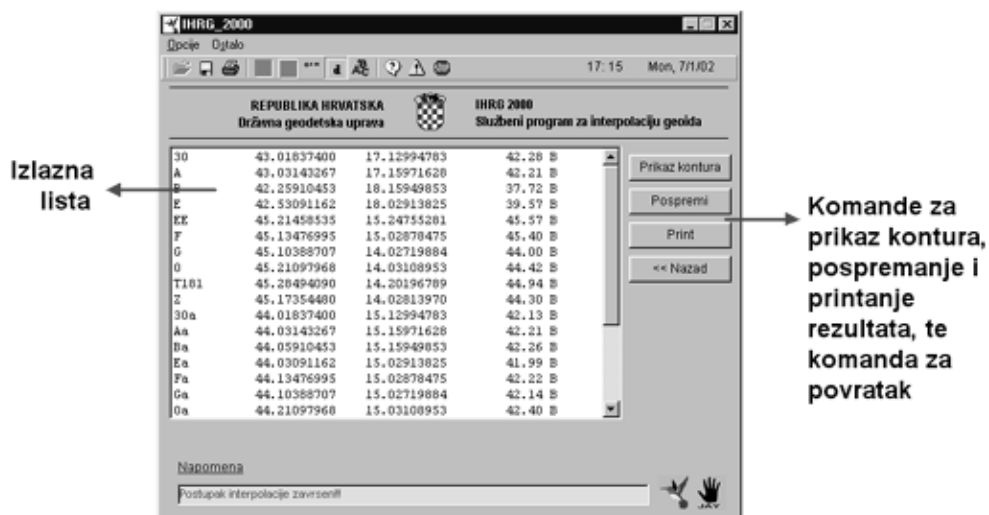 IHRG_2000
Opcije Ostalo
17:15 Mon, 7/1/02
REPUBLIKA HRVATSKA
Državna geodetska uprava
IHRG 2000
Službeni program za interpolaciju geoida
Izlazna
lista
30 43.01837400 17.12994783 42.28 B
A 43.03143267 17.15971628 42.21 B
B 42.25910453 18.15949853 37.72 B
E 42.53091162 18.02913825 39.57 B
EE 45.21458535 15.24755281 45.57 B
F 45.13476995 15.02878475 45.40 B
G 45.10388707 14.02719884 44.00 B
O 45.21097968 14.03108953 44.42 B
T181 45.28494090 14.20196789 44.94 B
Z 45.17354480 14.02813970 44.30 B
30a 44.01837400 15.12994783 42.13 B
Aa 44.03143267 15.15971628 42.21 B
Ba 44.05910453 15.15949853 42.26 B
Ea 44.03091162 15.02913825 41.99 B
Fa 44.13476995 15.02878475 42.22 B
Ga 44.10388707 15.02719884 42.14 B
Oa 44.21097968 15.03108953 42.40 B
Prikaz kontura
Pospremi
Print
<< Nazad
Komande za
prikaz kontura,
pospremanje i
printanje
rezultata, te
komanda za
povratak
Napomena
Postupak interpolacije zavrsen!!!
JAY